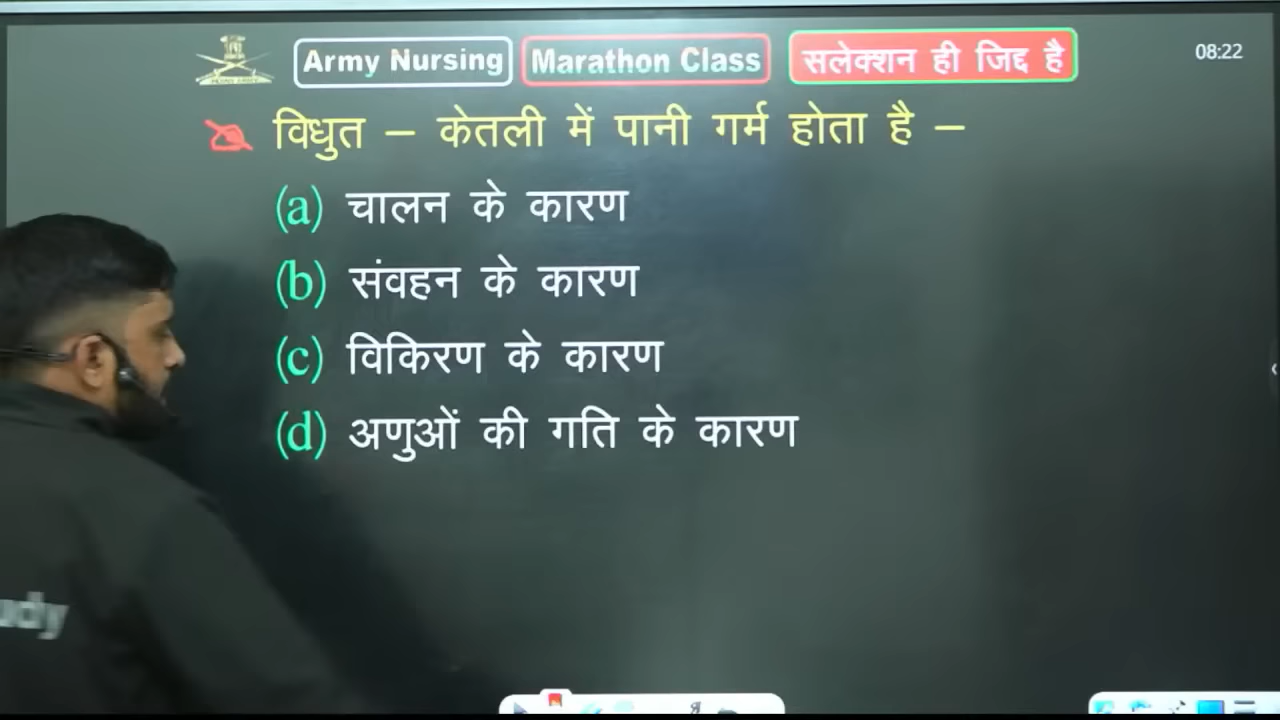 Army Nursing Marathon Class सलेक्शन ही जिद्द है 08:22
विधुत – केतली में पानी गर्म होता है –
(a) चालन के कारण
(b) संवहन के कारण
(c) विकिरण के कारण
(d) अणुओं की गति के कारण
udy